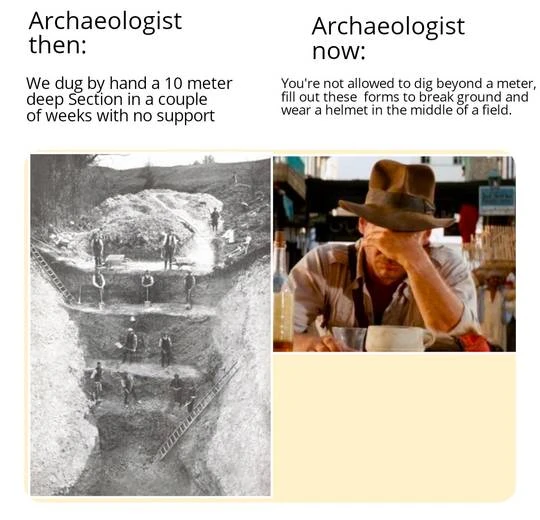 Archaeologist
then:
We dug by hand a 10 meter
deep Section in a couple
of weeks with no support
Archaeologist
now:
You're not allowed to dig beyond a meter,
fill out these  forms to break ground and
wear a helmet in the middle of a field.